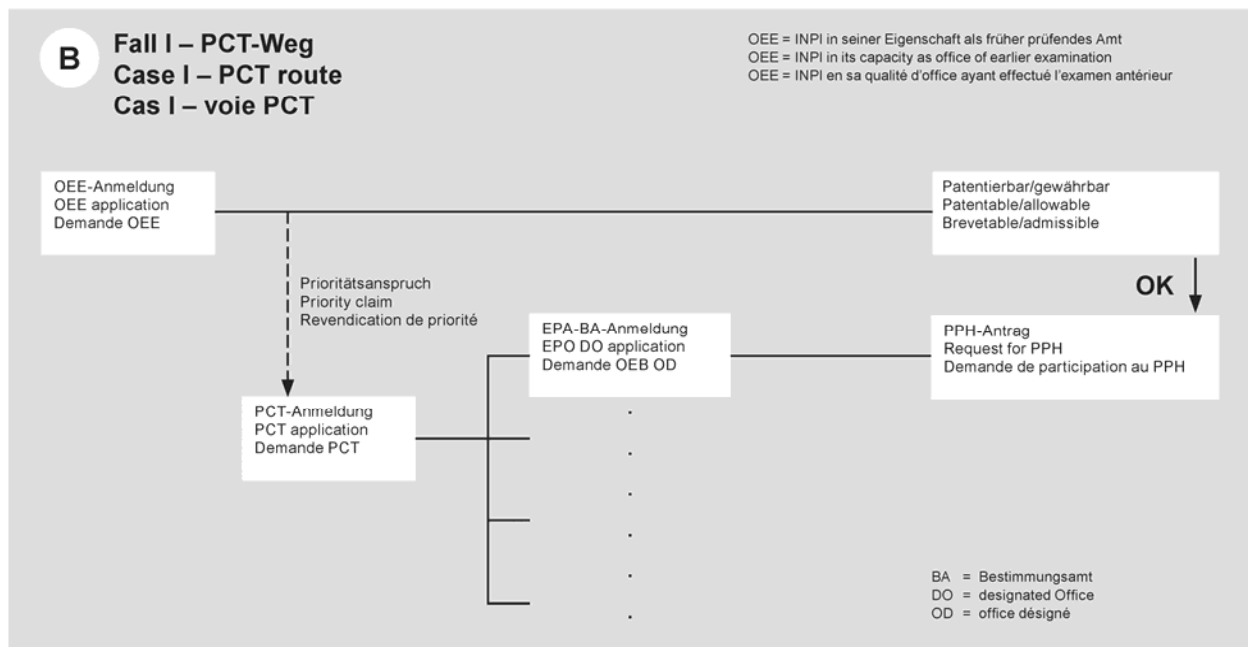 B
Fall I – PCT-Weg
Case I – PCT route
Cas I – voie PCT
OEE = INPI in seiner Eigenschaft als früher prüfendes Amt
OEE = INPI in its capacity as office of earlier examination
OEE = INPI en sa qualité d'office ayant effectué l'examen antérieur
OEE-Anmeldung
OEE application
Demande OEE
Patentierbar/gewährbar
Patentable/allowable
Brevetable/admissible
Prioritätsanspruch
Priority claim
Revendication de priorité
OK
EPA-BA-Anmeldung
EPO DO application
Demande OEB OD
PPH-Antrag
Request for PPH
Demande de participation au PPH
PCT-Anmeldung
PCT application
Demande PCT
BA = Bestimmungsamt
DO = designated Office
OD = office désigné